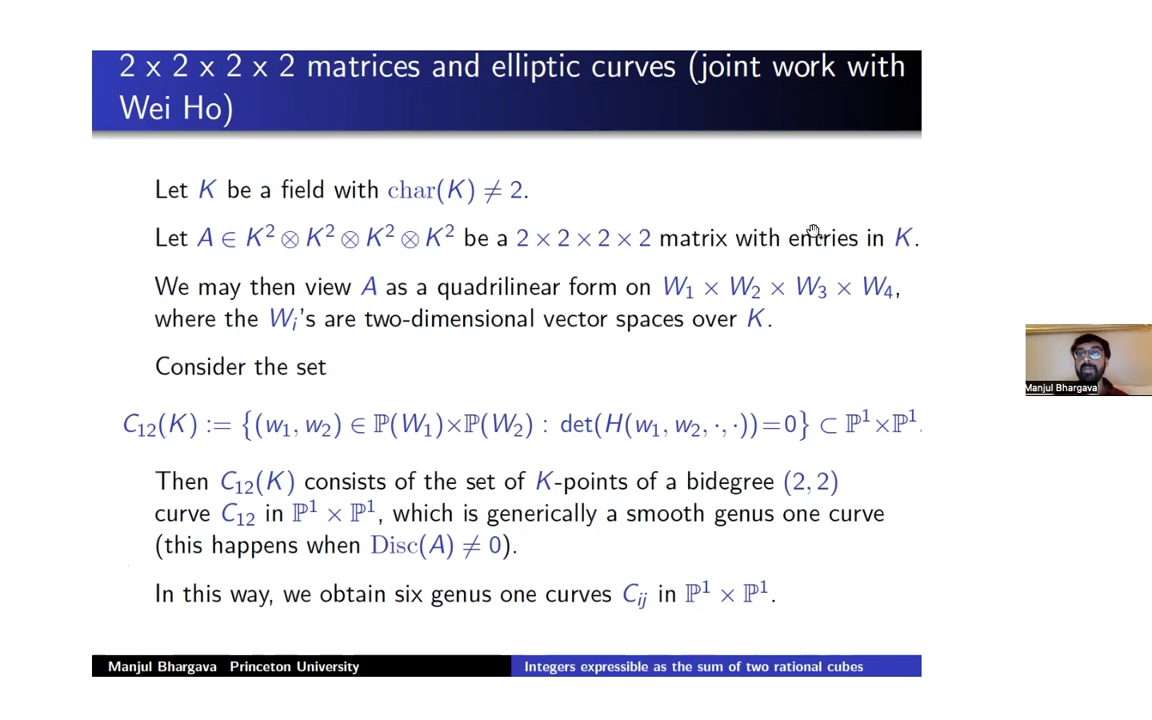 2 x 2 x 2 x 2 matrices and elliptic curves (joint work with
Wei Ho)
Let K be a field with char(K) ≠ 2.
Let A ∈ K² ⊗ K² ⊗ K² ⊗ K² be a 2 × 2 × 2 × 2 matrix with entries in K.
We may then view A as a quadrilinear form on W₁ × W₂ × W₃ × W₄,
where the Wᵢ's are two-dimensional vector spaces over K.
Consider the set
C₁₂(K) := {(w₁, w₂) ∈ ℙ(W₁)×ℙ(W₂) : det(H(w₁, w₂, ·, ·))=0} ⊂ ℙ¹×ℙ¹.
Then C₁₂(K) consists of the set of K-points of a bidegree (2, 2)
curve C₁₂ in ℙ¹ × ℙ¹, which is generically a smooth genus one curve
(this happens when Disc(A) ≠ 0).
In this way, we obtain six genus one curves Cᵢⱼ in ℙ¹ × ℙ¹.
Manjul Bhargava
Manjul Bhargava Princeton University
Integers expressible as the sum of two rational cubes